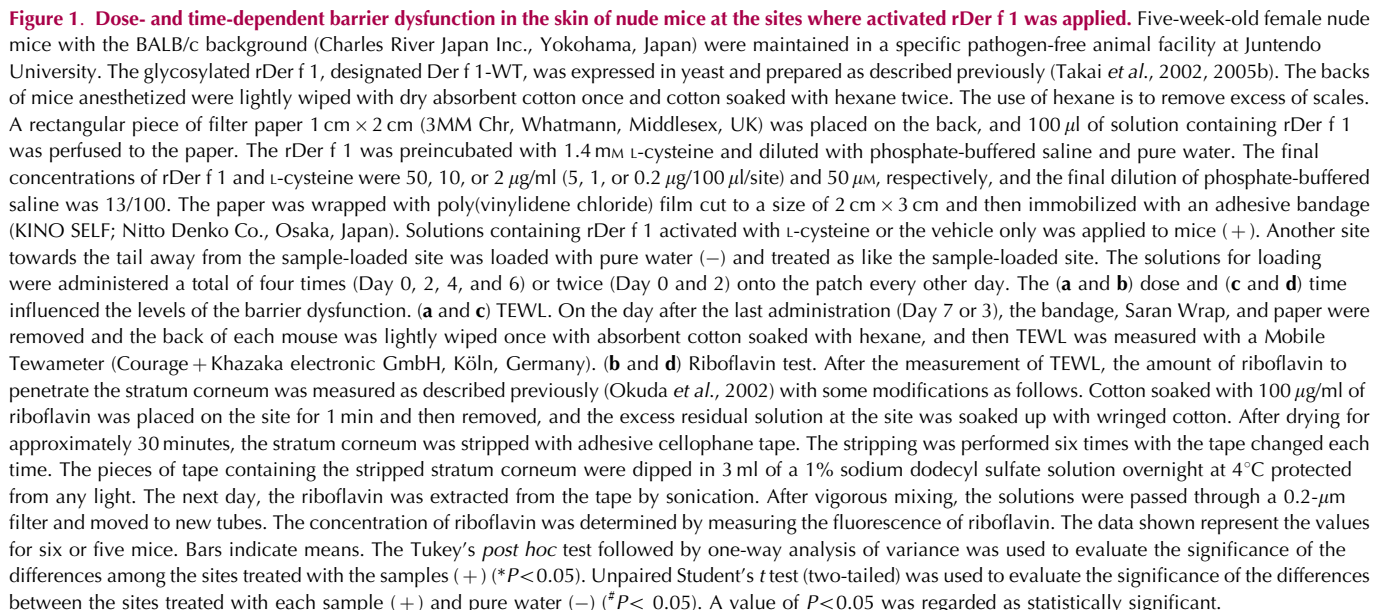 Figure 1. Dose- and time-dependent barrier dysfunction in the skin of nude mice at the sites where activated rDer f 1 was applied. Five-week-old female nude
mice with the BALB/c background (Charles River Japan Inc., Yokohama, Japan) were maintained in a specific pathogen-free animal facility at Juntendo
University. The glycosylated rDer f 1, designated Der f 1-WT, was expressed in yeast and prepared as described previously (Takai et al., 2002, 2005b). The backs
of mice anesthetized were lightly wiped with dry absorbent cotton once and cotton soaked with hexane twice. The use of hexane is to remove excess of scales.
A rectangular piece of filter paper 1 cm × 2 cm (3MM Chr, Whatmann, Middlesex, UK) was placed on the back, and 100 μl of solution containing rDer f 1
was perfused to the paper. The rDer f 1 was preincubated with 1.4 mM L-cysteine and diluted with phosphate-buffered saline and pure water. The final
concentrations of rDer f 1 and L-cysteine were 50, 10, or 2 μg/ml (5, 1, or 0.2 μg/100 μl/site) and 50 μM, respectively, and the final dilution of phosphate-buffered
saline was 13/100. The paper was wrapped with poly(vinylidene chloride) film cut to a size of 2 cm × 3 cm and then immobilized with an adhesive bandage
(KINO SELF; Nitto Denko Co., Osaka, Japan). Solutions containing rDer f 1 activated with L-cysteine or the vehicle only was applied to mice (+). Another site
towards the tail away from the sample-loaded site was loaded with pure water (−) and treated as like the sample-loaded site. The solutions for loading
were administered a total of four times (Day 0, 2, 4, and 6) or twice (Day 0 and 2) onto the patch every other day. The (a and b) dose and (c and d) time
influenced the levels of the barrier dysfunction. (a and c) TEWL. On the day after the last administration (Day 7 or 3), the bandage, Saran Wrap, and paper were
removed and the back of each mouse was lightly wiped once with absorbent cotton soaked with hexane, and then TEWL was measured with a Mobile
Tewameter (Courage + Khazaka electronic GmbH, Köln, Germany). (b and d) Riboflavin test. After the measurement of TEWL, the amount of riboflavin to
penetrate the stratum corneum was measured as described previously (Okuda et al., 2002) with some modifications as follows. Cotton soaked with 100 μg/ml of
riboflavin was placed on the site for 1 min and then removed, and the excess residual solution at the site was soaked up with wringed cotton. After drying for
approximately 30 minutes, the stratum corneum was stripped with adhesive cellophane tape. The stripping was performed six times with the tape changed each
time. The pieces of tape containing the stripped stratum corneum were dipped in 3 ml of a 1% sodium dodecyl sulfate solution overnight at 4°C protected
from any light. The next day, the riboflavin was extracted from the tape by sonication. After vigorous mixing, the solutions were passed through a 0.2-μm
filter and moved to new tubes. The concentration of riboflavin was determined by measuring the fluorescence of riboflavin. The data shown represent the values
for six or five mice. Bars indicate means. The Tukey's post hoc test followed by one-way analysis of variance was used to evaluate the significance of the
differences among the sites treated with the samples (+) (*P<0.05). Unpaired Student's t test (two-tailed) was used to evaluate the significance of the differences
between the sites treated with each sample (+) and pure water (−) (#P< 0.05). A value of P<0.05 was regarded as statistically significant.